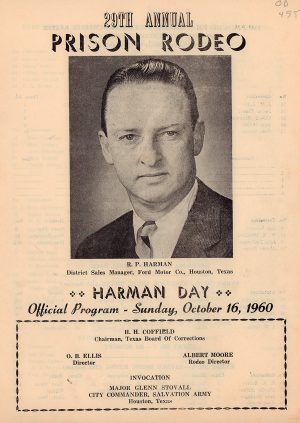 29TH ANNUAL
PRISON RODEO
R. P. HARMAN
District Sales Manager, Ford Motor Co., Houston, Texas
HARMAN DAY
Official Program - Sunday, October 16, 1960
H. H. COFFIELD
Chairman, Texas Board Of Corrections
O. B. ELLIS ALBERT MOORE
Director Rodeo Director
INVOCATION
MAJOR GLENN STOVALL
CITY COMMANDER, SALVATION ARMY
Houston, Texas